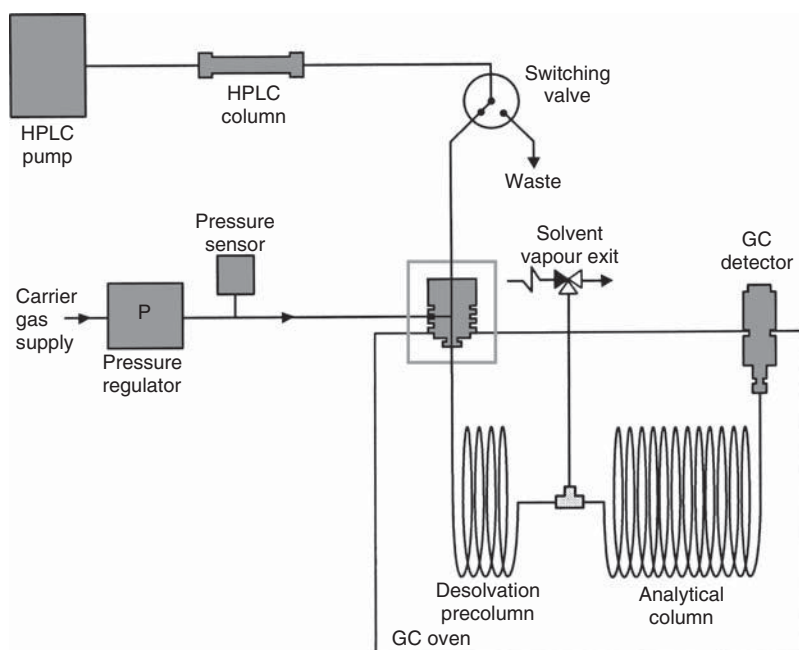 HPLC
pump
HPLC
column
Switching
valve
Waste
Pressure
sensor
Solvent
vapour exit
GC
detector
Carrier
gas
supply
P
Pressure
regulator
Desolvation
precolumn
Analytical
column
GC oven